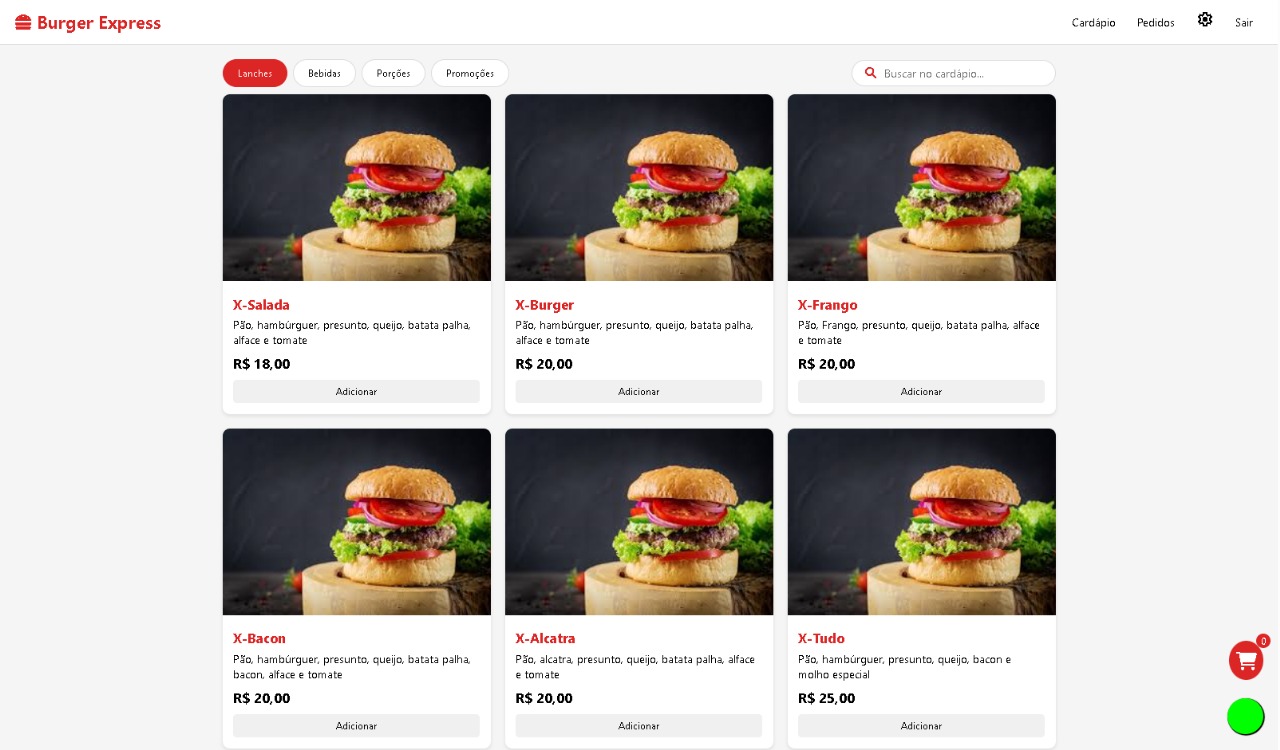 Burger Express
Cardápio
Pedidos
Sair
Lanches
Bebidas
Porções
Promoções
Buscar no cardápio...
X-Salada
Pão, hambúrguer, presunto, queijo, batata palha,
alface e tomate
R$ 18,00
Adicionar
X-Burger
Pão, hambúrguer, presunto, queijo, batata palha,
alface e tomate
R$ 20,00
Adicionar
X-Frango
Pão, Frango, presunto, queijo, batata palha, alface
e tomate
R$ 20,00
Adicionar
X-Bacon
Pão, hambúrguer, presunto, queijo, batata palha,
bacon, alface e tomate
R$ 20,00
Adicionar
X-Alcatra
Pão, alcatra, presunto, queijo, batata palha, alface
e tomate
R$ 20,00
Adicionar
X-Tudo
Pão, hambúrguer, presunto, queijo, bacon e
molho especial
R$ 25,00
Adicionar
0